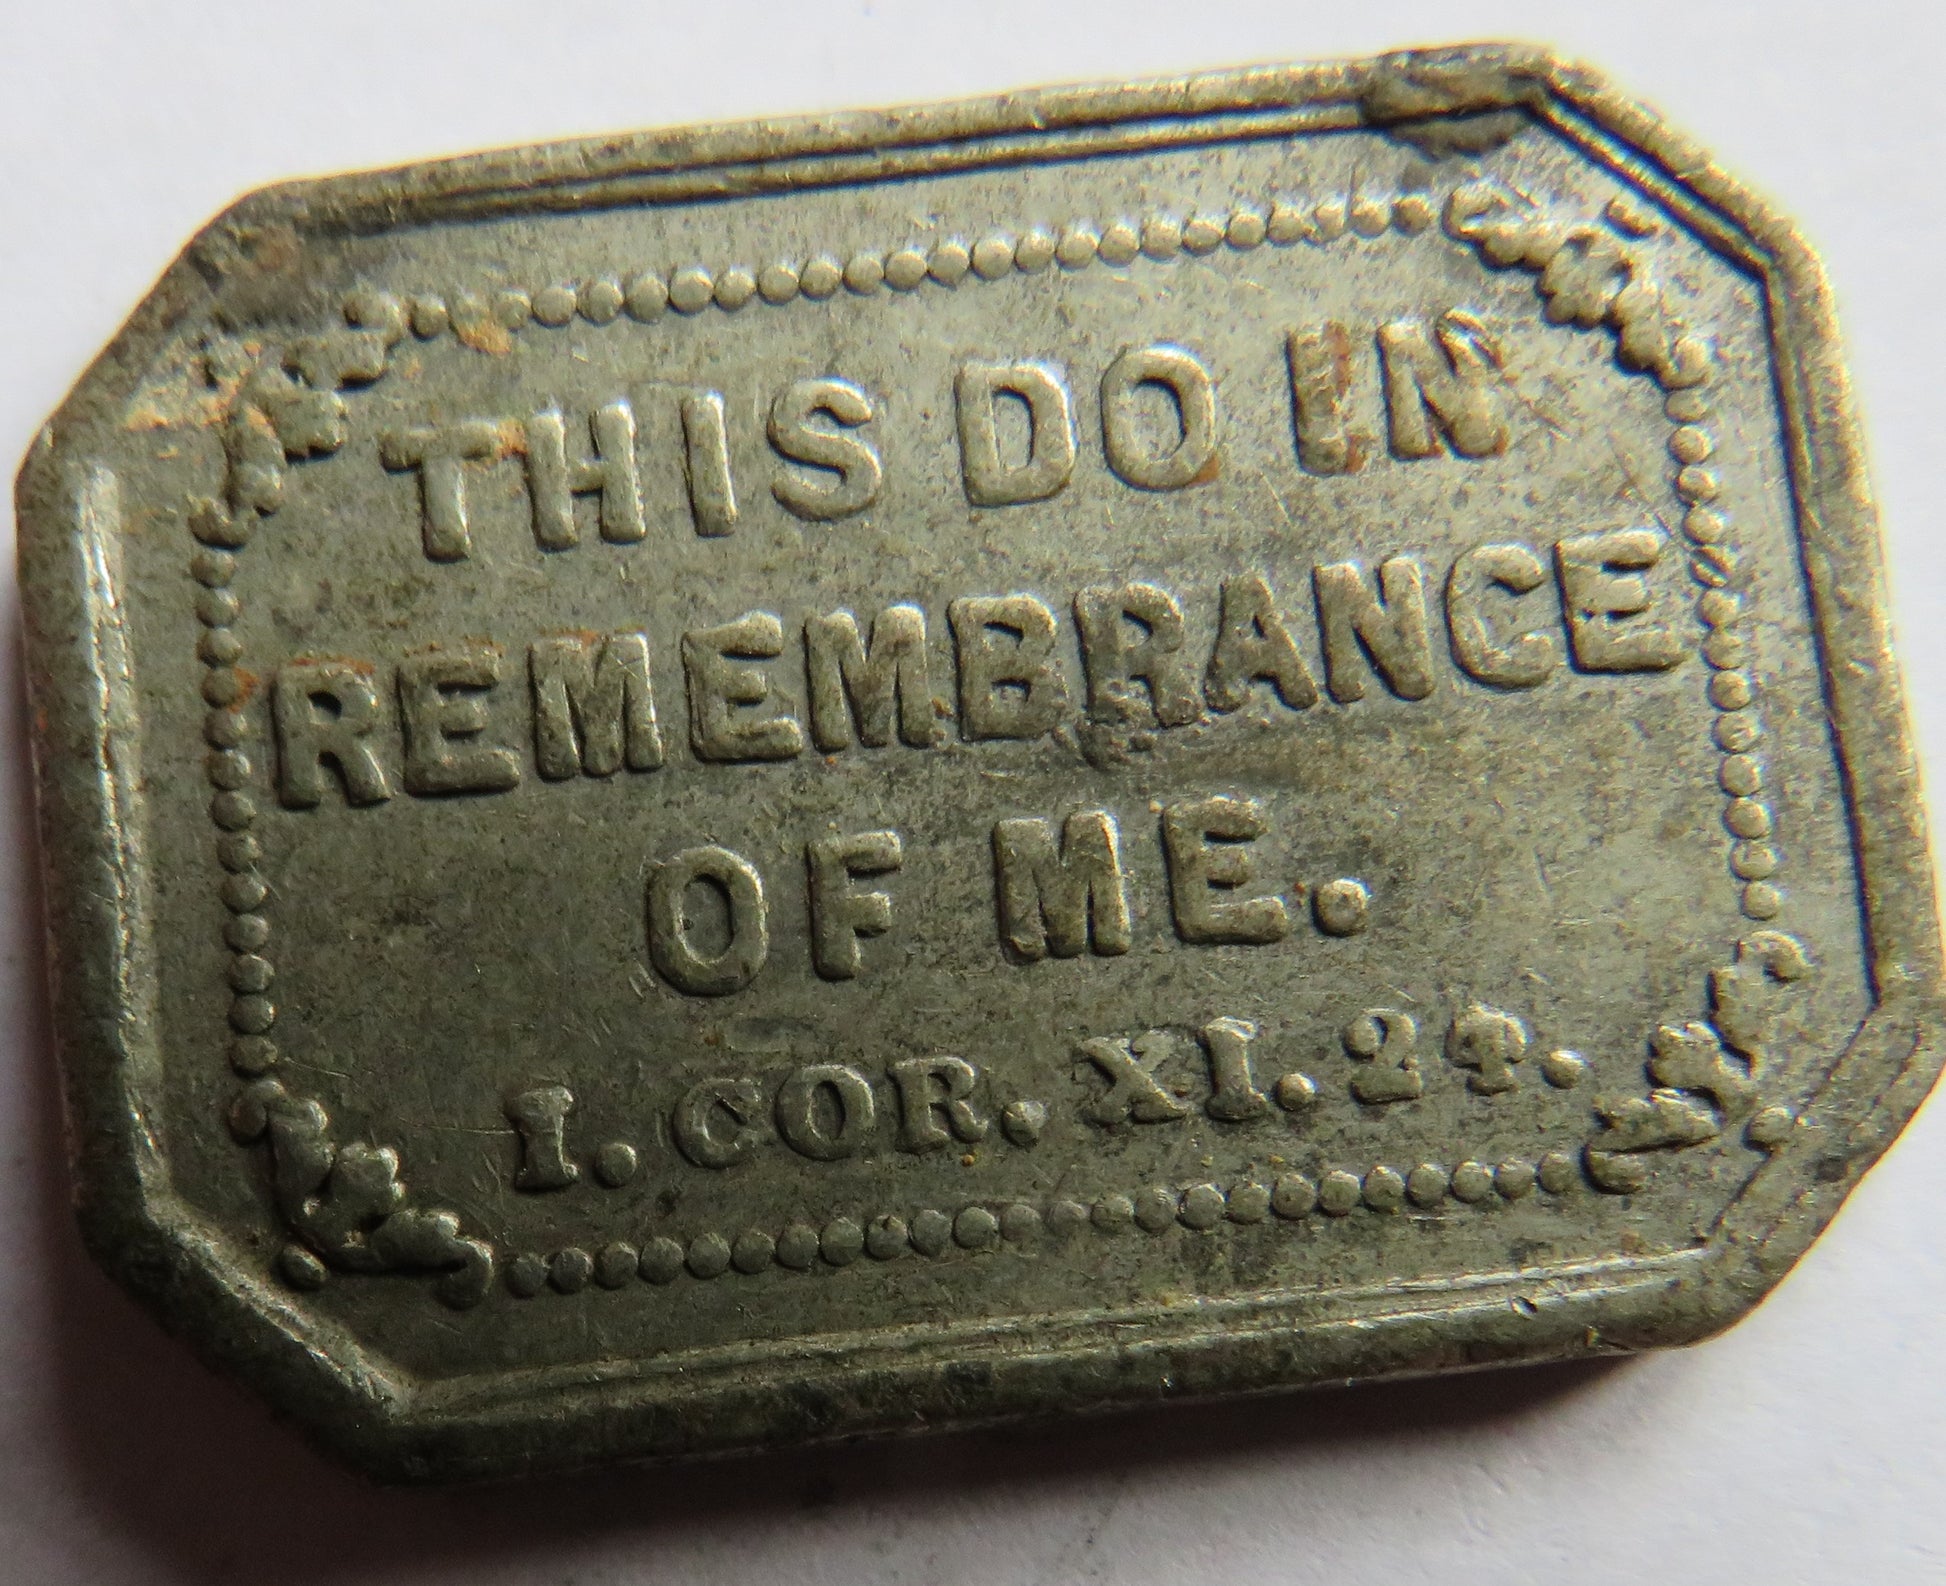 THIS DO IN
REMEMBRANCE
OF ME.
I. COR. XI. 24.